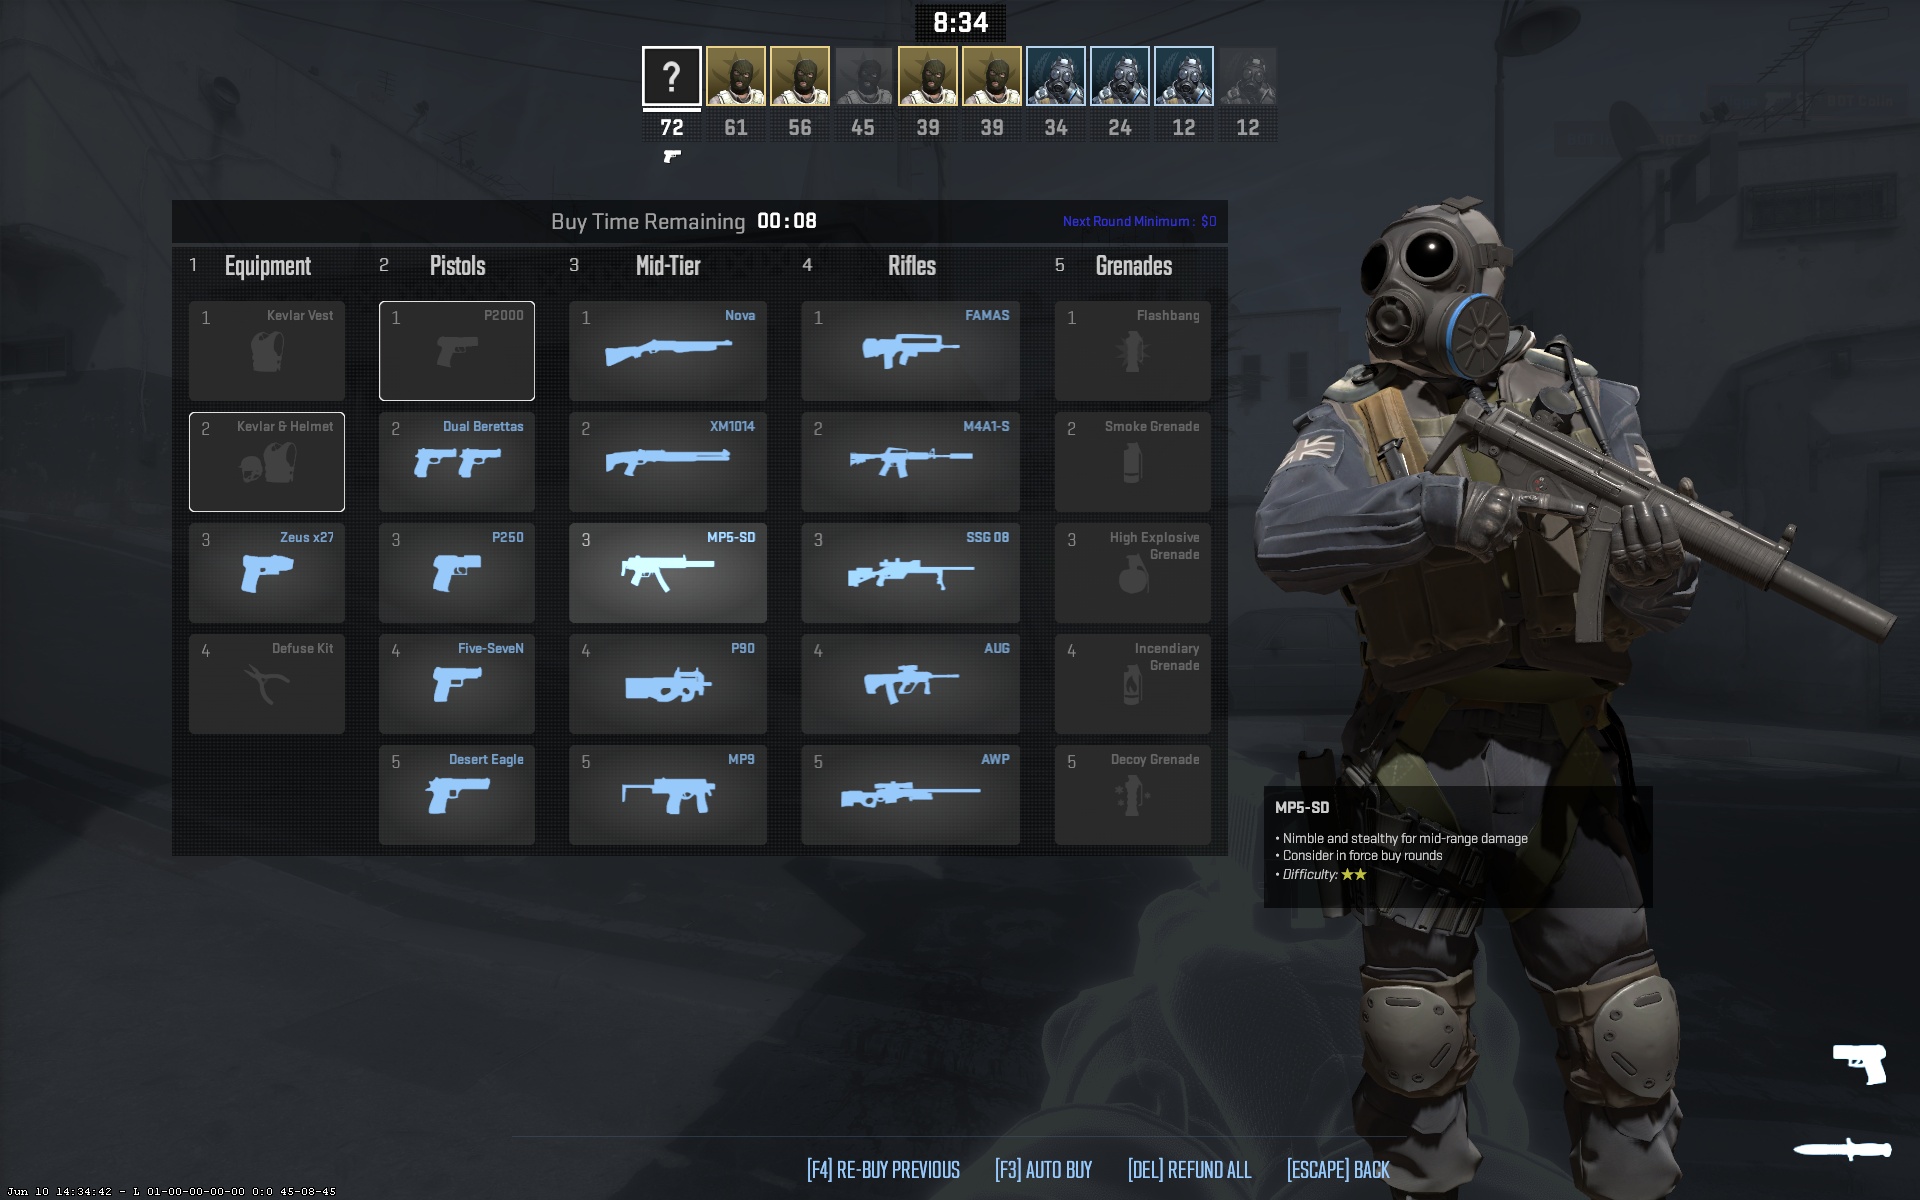 8:34
?
72 61 56 45 39 39 34 24 12 12
Buy Time Remaining 00:08
Next Round Minimum : $0
1 Equipment
2 Pistols
3 Mid-Tier
4 Rifles
5 Grenades
1 Kevlar Vest
1 P2000
1 Nova
1 FAMAS
1 Flashbang
2 Kevlar & Helmet
2 Dual Berettas
2 XM1014
2 M4A1-S
2 Smoke Grenade
3 Zeus x27
3 P250
3 MP5-SD
3 SSG 08
3 High Explosive
Grenade
4 Defuse Kit
4 Five-SeveN
4 P90
4 AUG
4 Incendiary
Grenade
5 Desert Eagle
5 MP9
5 AWP
5 Decoy Grenade
MP5-SD
• Nimble and stealthy for mid-range damage
• Consider in force buy rounds
• Difficulty: ★★
[F4] RE-BUY PREVIOUS [F3] AUTO BUY [DEL] REFUND ALL [ESCAPE] BACK
Jun 10 14:34:42 - L 01-00-00-00-00 0:0 45-08-45